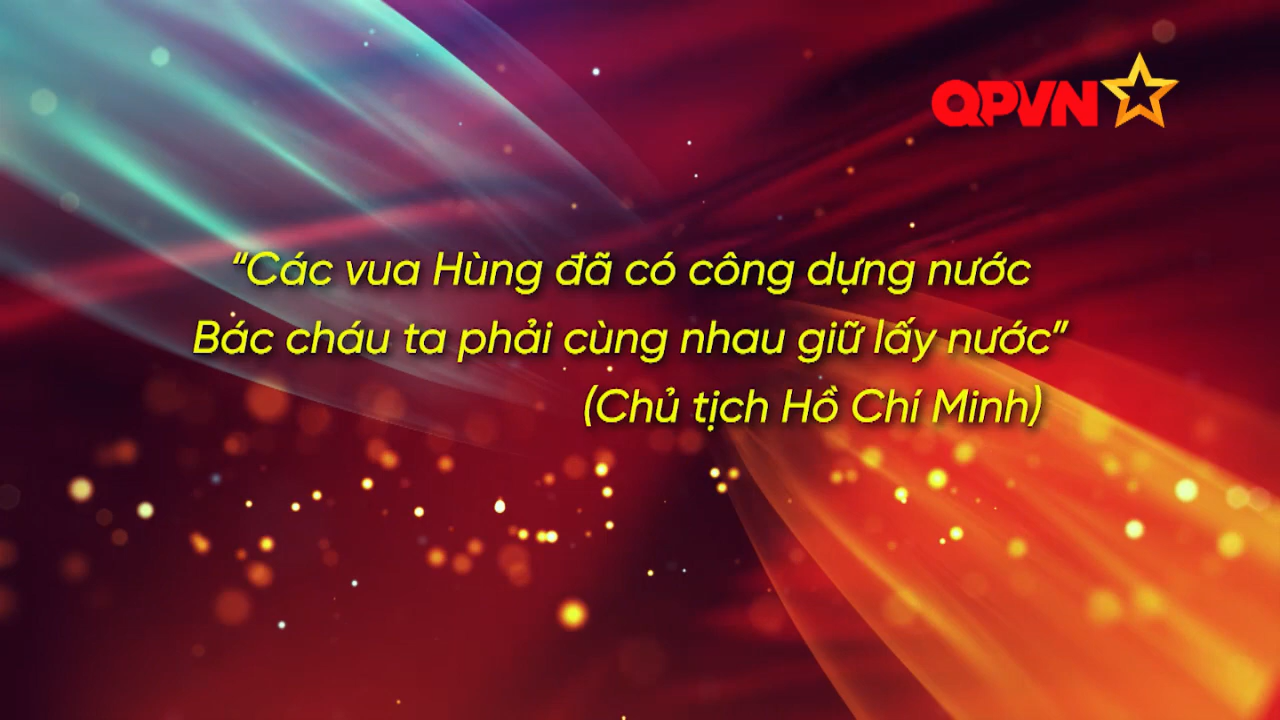 QPVN
“Các vua Hùng đã có công dựng nước
Bác cháu ta phải cùng nhau giữ lấy nước”
(Chủ tịch Hồ Chí Minh)